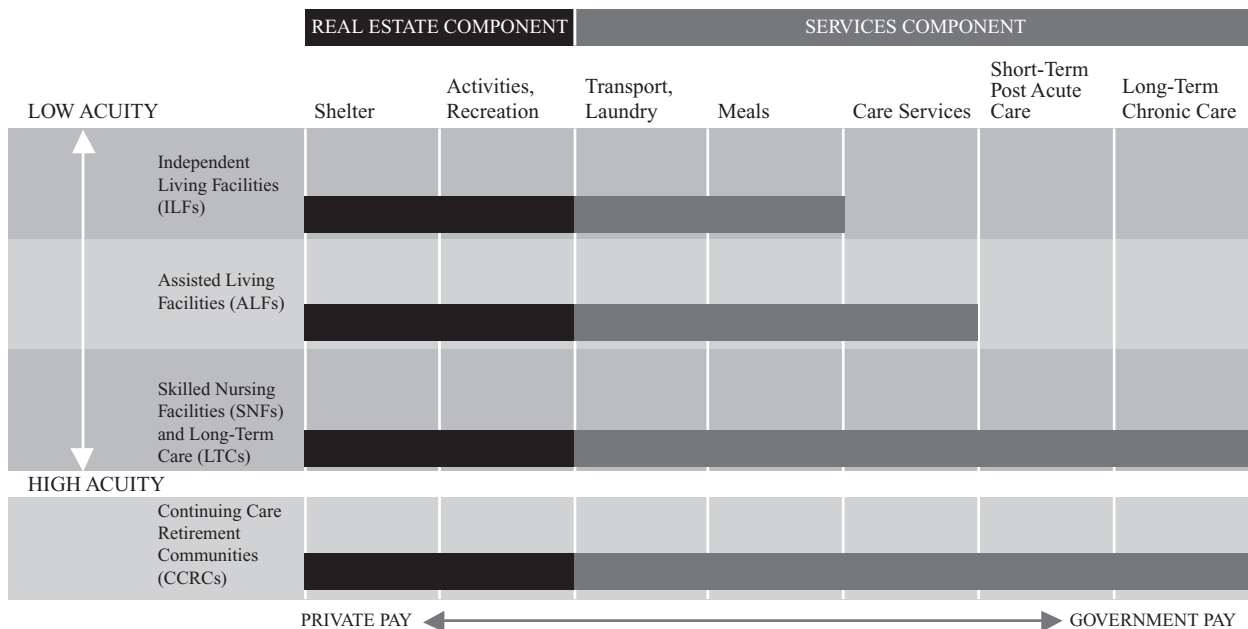 REAL ESTATE COMPONENT
SERVICES COMPONENT
LOW ACUITY
Shelter
Activities,
Recreation
Transport,
Laundry
Meals
Care Services
Short-Term
Post Acute
Care
Long-Term
Chronic Care
Independent
Living Facilities
(ILFs)
Assisted Living
Facilities (ALFs)
Skilled Nursing
Facilities (SNFs)
and Long-Term
Care (LTCs)
HIGH ACUITY
Continuing Care
Retirement
Communities
(CCRCs)
PRIVATE PAY
GOVERNMENT PAY